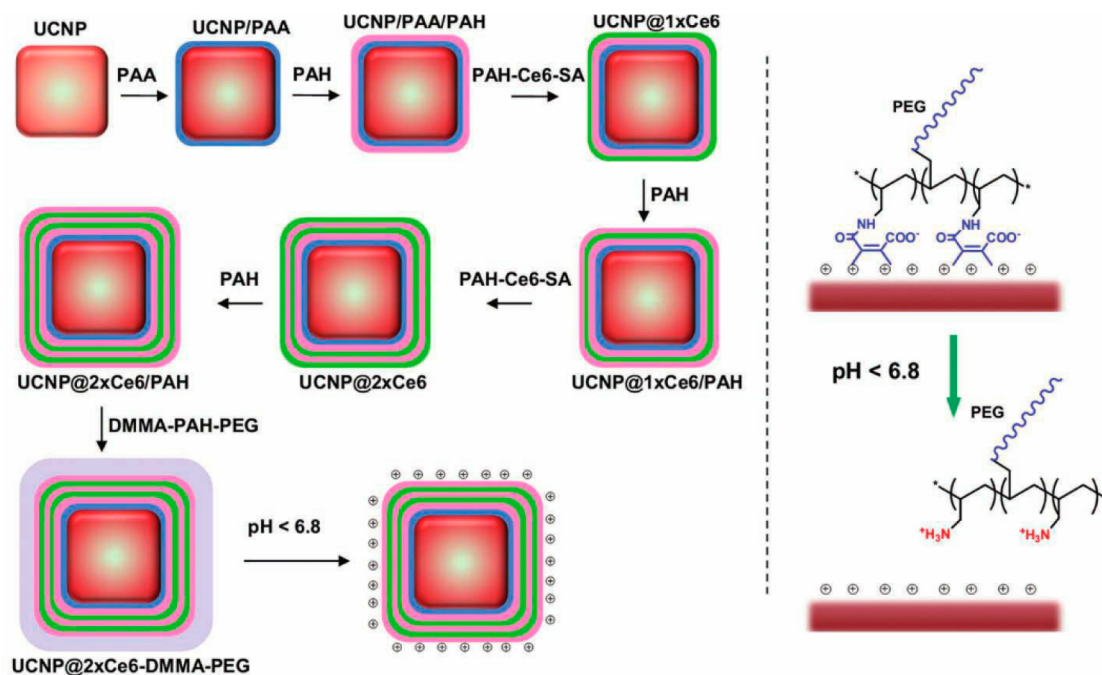 UCNP
UCNP/PAA
UCNP/PAA/PAH
UCNP@1xCe6
PAA
PAH
PAH-Ce6-SA
PAH
PAH
PAH-Ce6-SA
UCNP@2xCe6/PAH
UCNP@2xCe6
UCNP@1xCe6/PAH
DMMA-PAH-PEG
pH < 6.8
UCNP@2xCe6-DMMA-PEG
PEG
* *
NH NH
O COO⁻ O COO⁻
pH < 6.8
PEG
* *
⁺H₃N ⁺H₃N